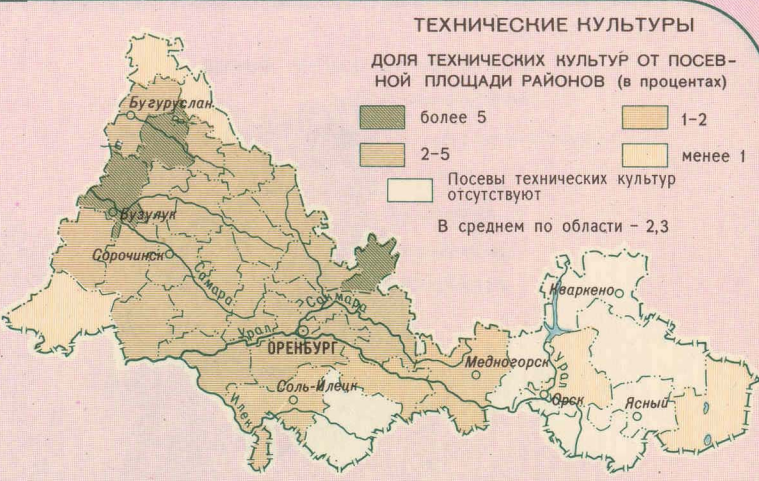 ТЕХНИЧЕСКИЕ КУЛЬТУРЫ
ДОЛЯ ТЕХНИЧЕСКИХ КУЛЬТУР ОТ ПОСЕВ-
НОЙ ПЛОЩАДИ РАЙОНОВ (в процентах)
более 5
1-2
2-5
менее 1
Посевы технических культур
отсутствуют
В среднем по области - 2,3
Бугуруслан
Бузулук
Сорочинск
Самара
Сакмара
Урал
ОРЕНБУРГ
Кваркено
Медногорск
Урал
Соль-Илецк
Илек
Орск
Ясный